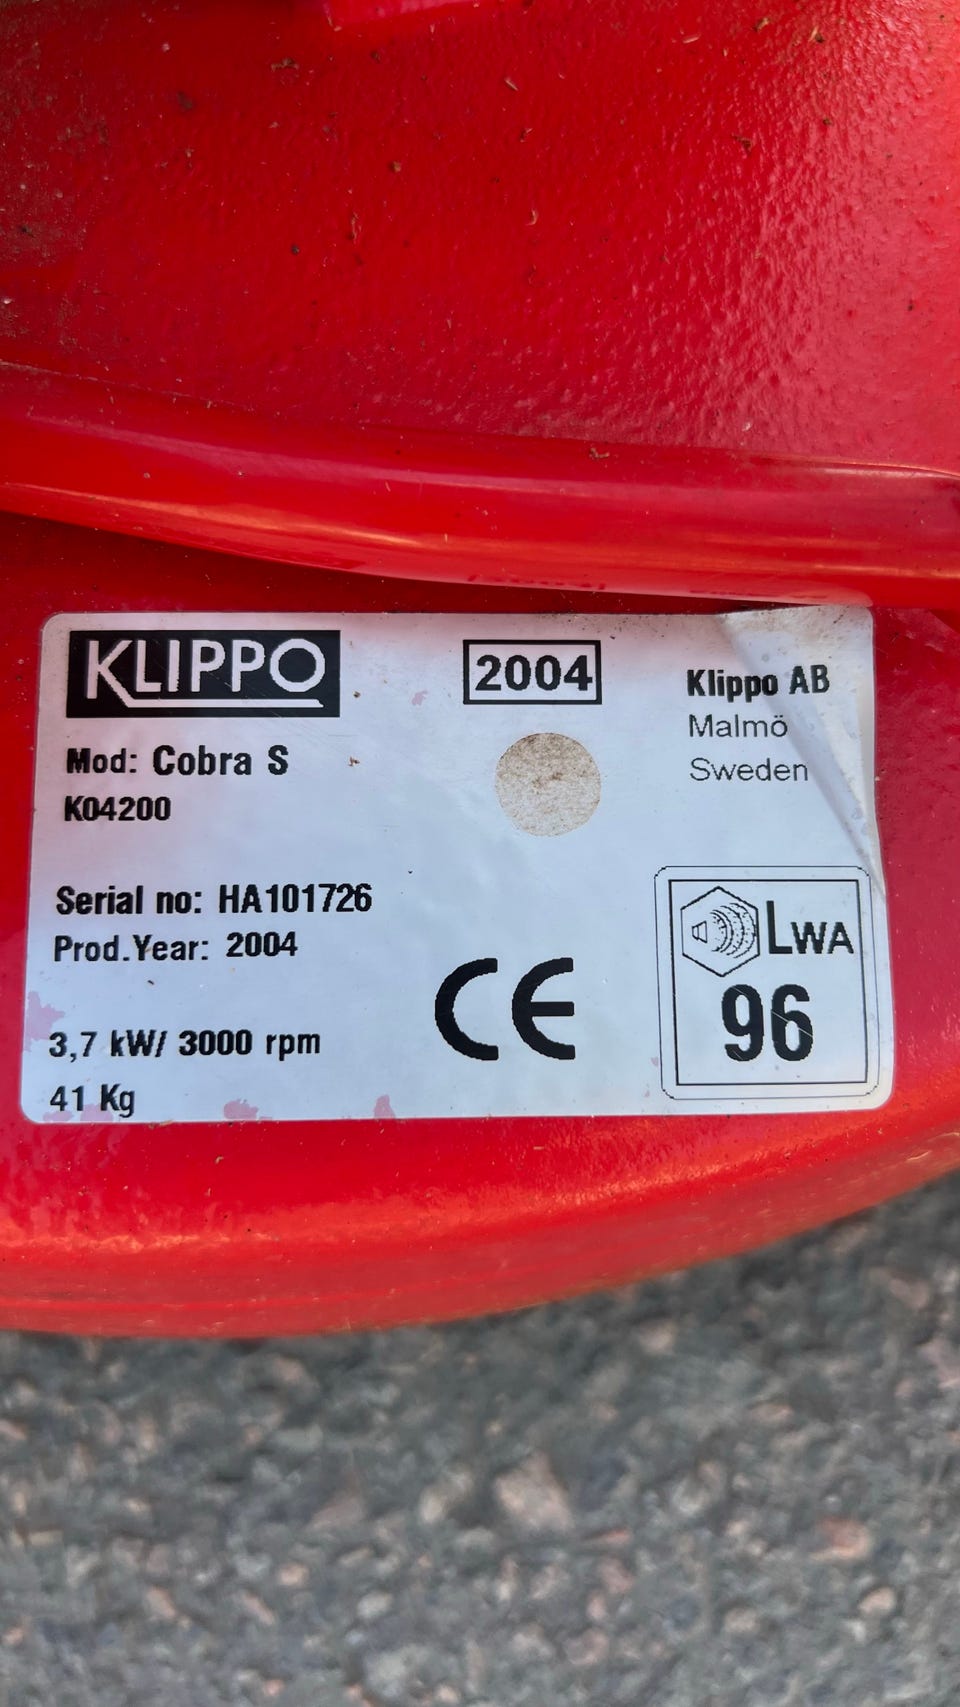 KLIPPO
2004
Klippo AB
Malmö
Sweden
Mod: Cobra S
K04200
Serial no: HA101726
Prod.Year: 2004
3,7 kW/ 3000 rpm
41 Kg
CE
LWA
96